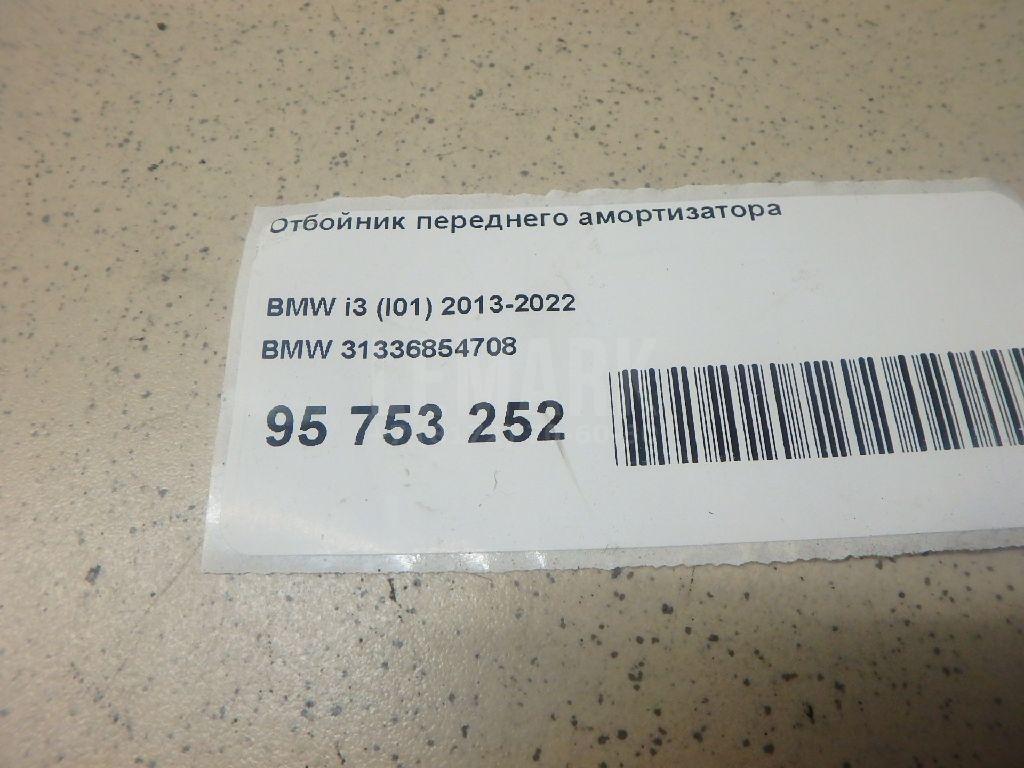 Отбойник переднего амортизатора
BMW i3 (I01) 2013-2022
BMW 31336854708
95 753 252